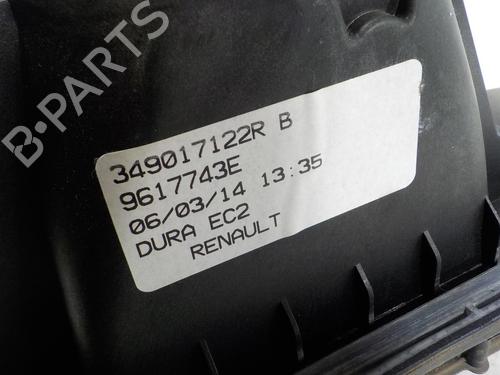 B-PARTS
349017122R B
9617743E
06/03/14 13:35
DURA EC2
RENAULT